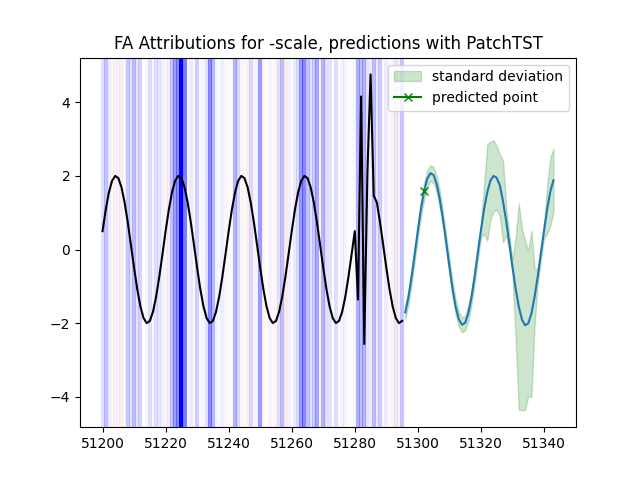 FA Attributions for -scale, predictions with PatchTST
standard deviation
predicted point
4
2
0
−2
−4
51200 51220 51240 51260 51280 51300 51320 51340